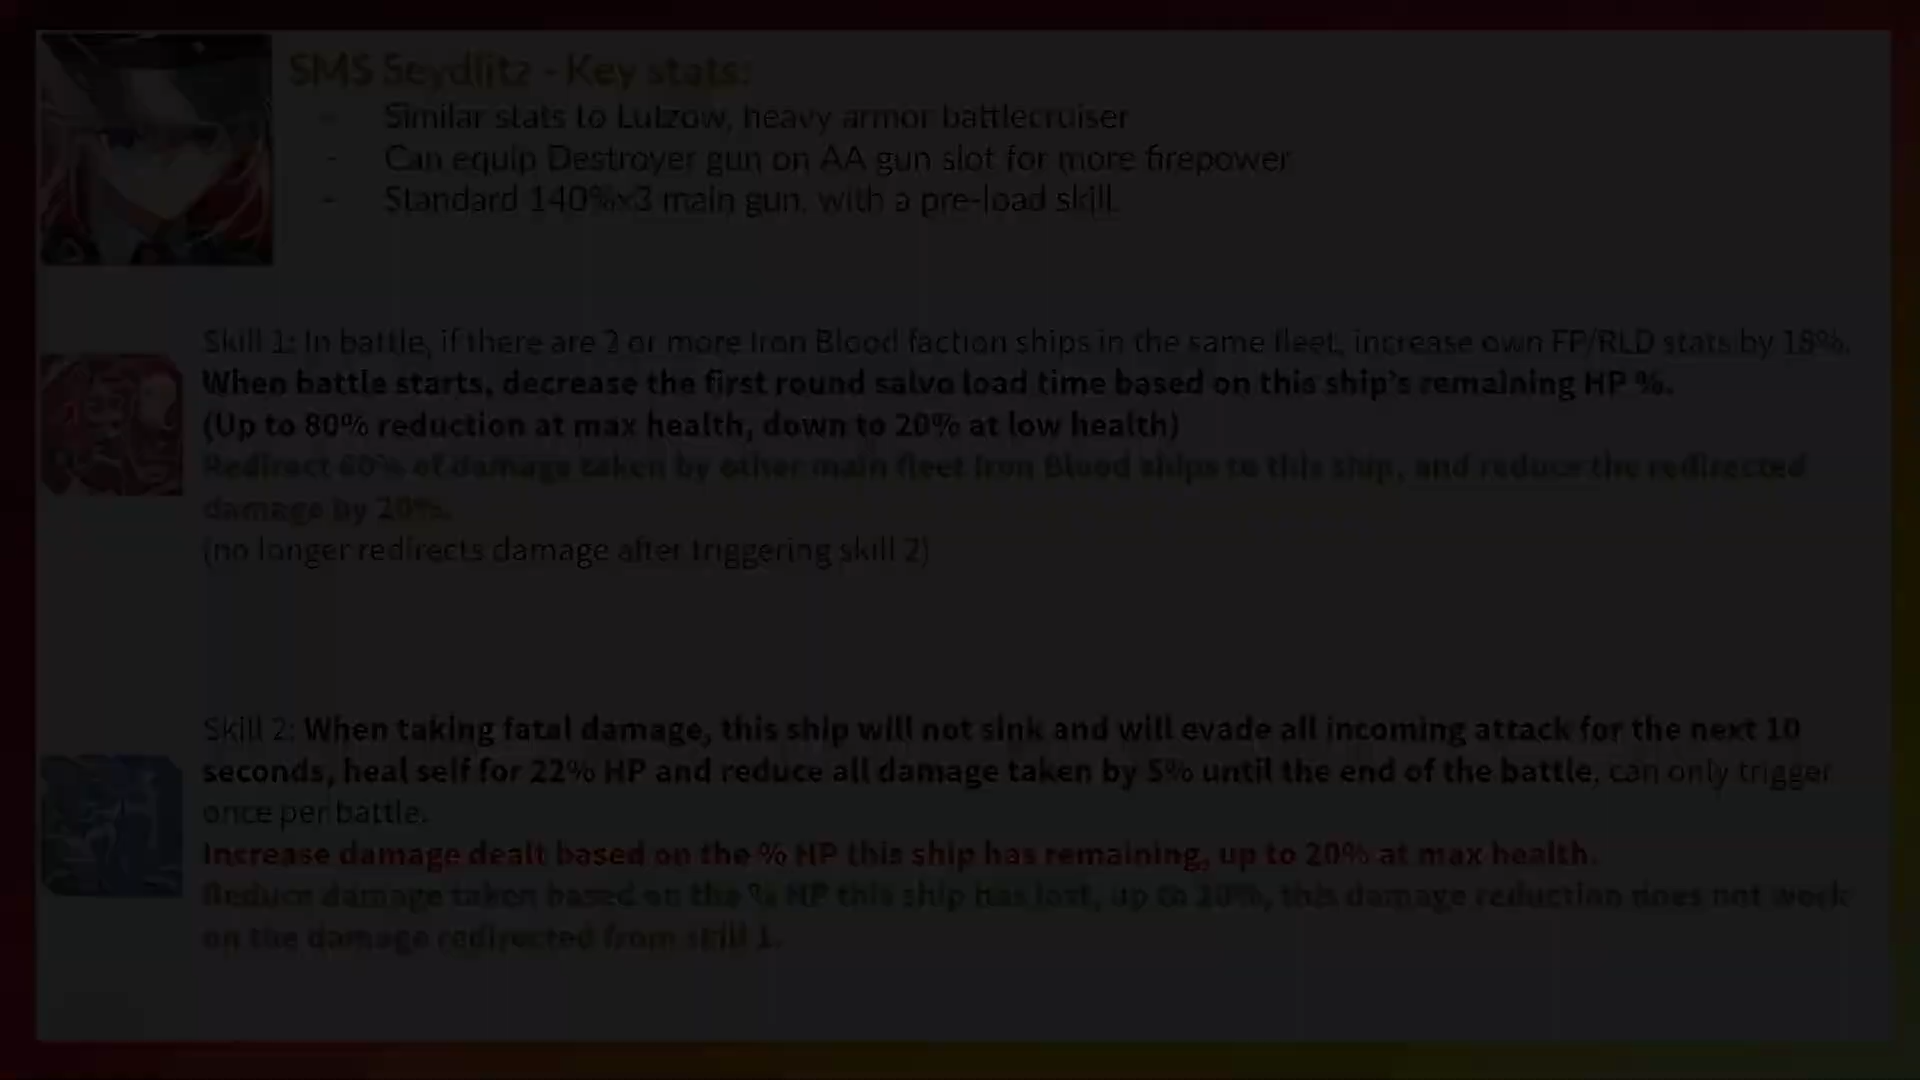 SMS Seydlitz - Key stats:
- Similar stats to Lutzow, heavy armor battlecruiser
- Can equip Destroyer gun on AA gun slot for more firepower
- Standard 140%x3 main gun, with a pre-load skill.
Skill 1: In battle, if there are 2 or more Iron Blood faction ships in the same fleet, increase own FP/RLD stats by
When battle starts, decrease the first round salvo load time based on this ship's remaining HP %.
(Up to 80% reduction at max health, down to 20% at low health)
Redirect 60% of damage taken by other main fleet Iron Blood ships to this ship, and reduce the redirected
damage by 20%.
(no longer redirects damage after triggering skill 2)
Skill 2: When taking fatal damage, this ship will not sink and will evade all incoming attack for the next 10
seconds, heal self for 22% HP and reduce all damage taken by 5% until the end of the battle, can only trigger
once per battle.
Increase damage dealt based on the % HP this ship has remaining, up to 20% at max health.
Reduce damage taken based on the % HP this ship has lost, up to this damage reduction does not work
on the damage redirected from skill 1.